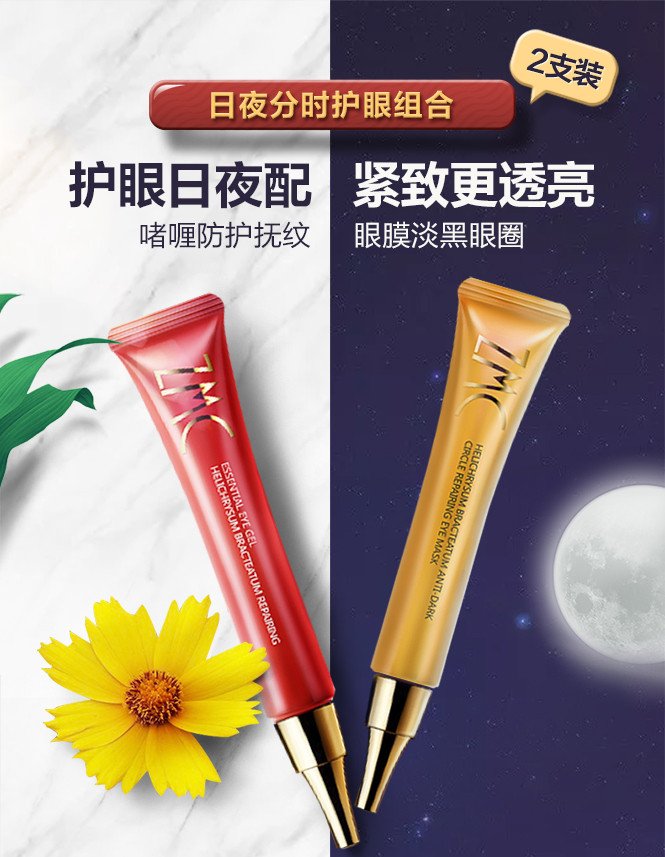 2支装
日夜分时护眼组合
护眼日夜配
紧致更透亮
啫喱防护抚纹
眼膜淡黑眼圈
ZMC
ESSENTIAL EYE GEL
HELICHRYSUM BRACTEATUM REPAIRING
ZMC
HELICHRYSUM BRACTEATUM ANTI-DARK
CIRCLE REPAIRING EYE MASK